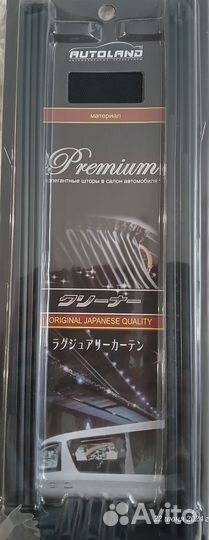 AUTOLAND
материал
Premium
элегантные шторы в салон автомобиля
クリーナー
ORIGINAL JAPANESE QUALITY
ラグジュアリーカーテン
Avito